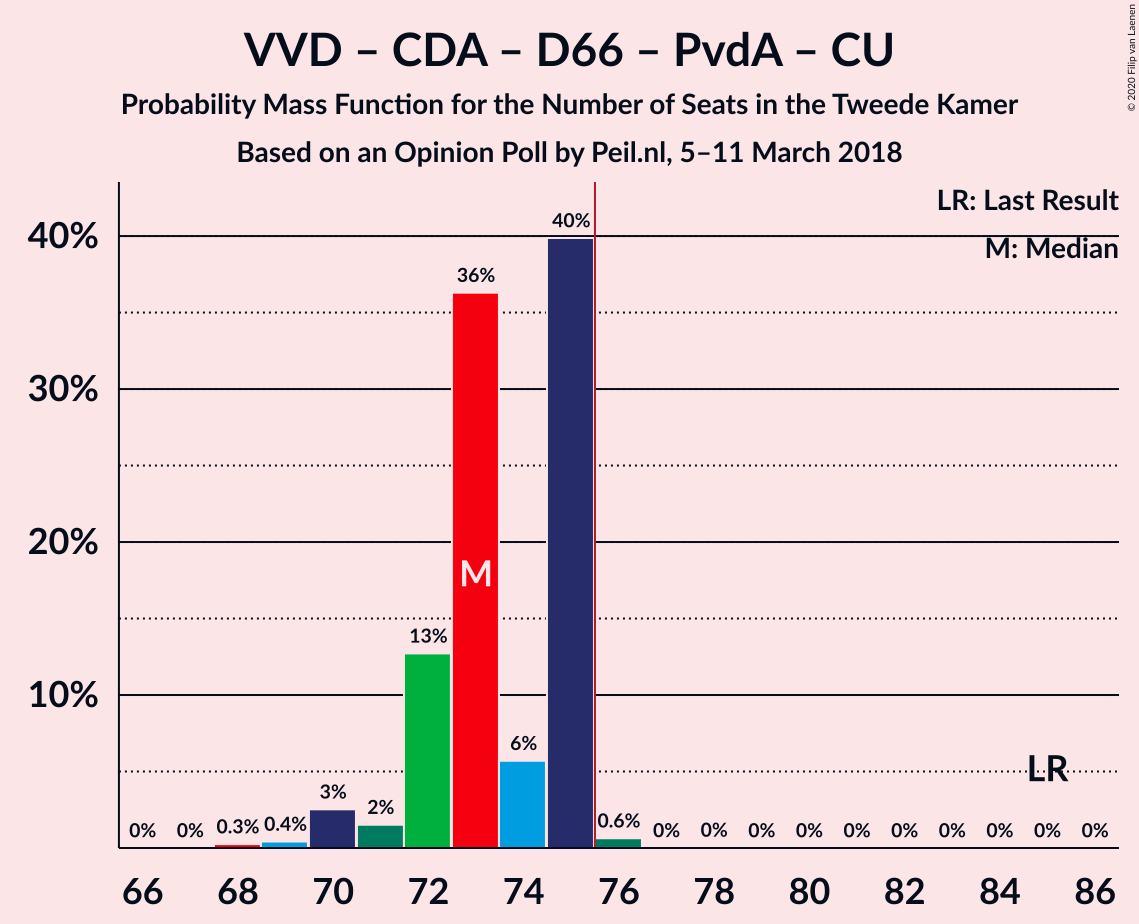 VVD – CDA – D66 – PvdA – CU
Probability Mass Function for the Number of Seats in the Tweede Kamer
Based on an Opinion Poll by Peil.nl, 5–11 March 2018
© 2020 Filip van Laenen
LR: Last Result
M: Median
40%
30%
20%
10%
0% 0% 0.3% 0.4% 3% 2% 13% 36% 6% 40% 0.6% 0% 0% 0% 0% 0% 0% 0% 0% 0% 0%
M
LR
66 68 70 72 74 76 78 80 82 84 86